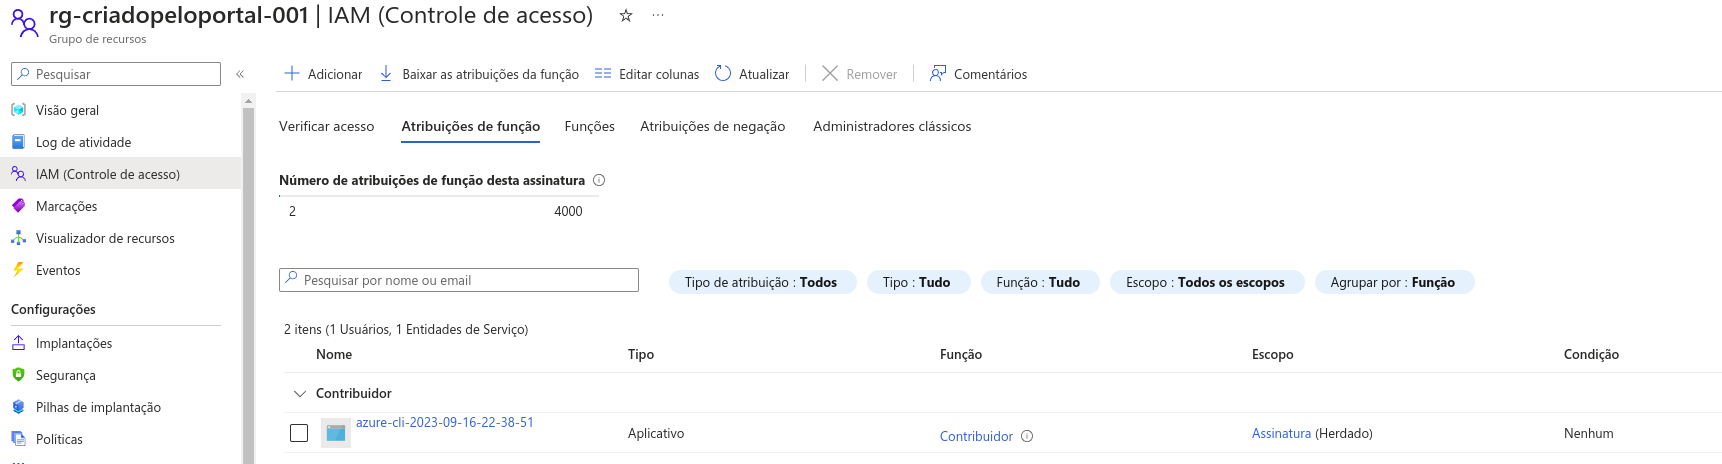 rg-criadopeloportal-001 | IAM (Controle de acesso)
Grupo de recursos
Pesquisar
Adicionar Baixar as atribuições da função Editar colunas Atualizar Remover Comentários
Visão geral
Log de atividade
IAM (Controle de acesso)
Marcações
Visualizador de recursos
Eventos
Configurações
Implantações
Segurança
Pilhas de implantação
Políticas
Verificar acesso Atribuições de função Funções Atribuições de negação Administradores clássicos
Número de atribuições de função desta assinatura
2 4000
Pesquisar por nome ou email
Tipo de atribuição : Todos Tipo : Tudo Função : Tudo Escopo : Todos os escopos Agrupar por : Função
2 itens (1 Usuários, 1 Entidades de Serviço)
Nome Tipo Função Escopo Condição
Contribuidor
azure-cli-2023-09-16-22-38-51 Aplicativo Contribuidor Assinatura (Herdado) Nenhum